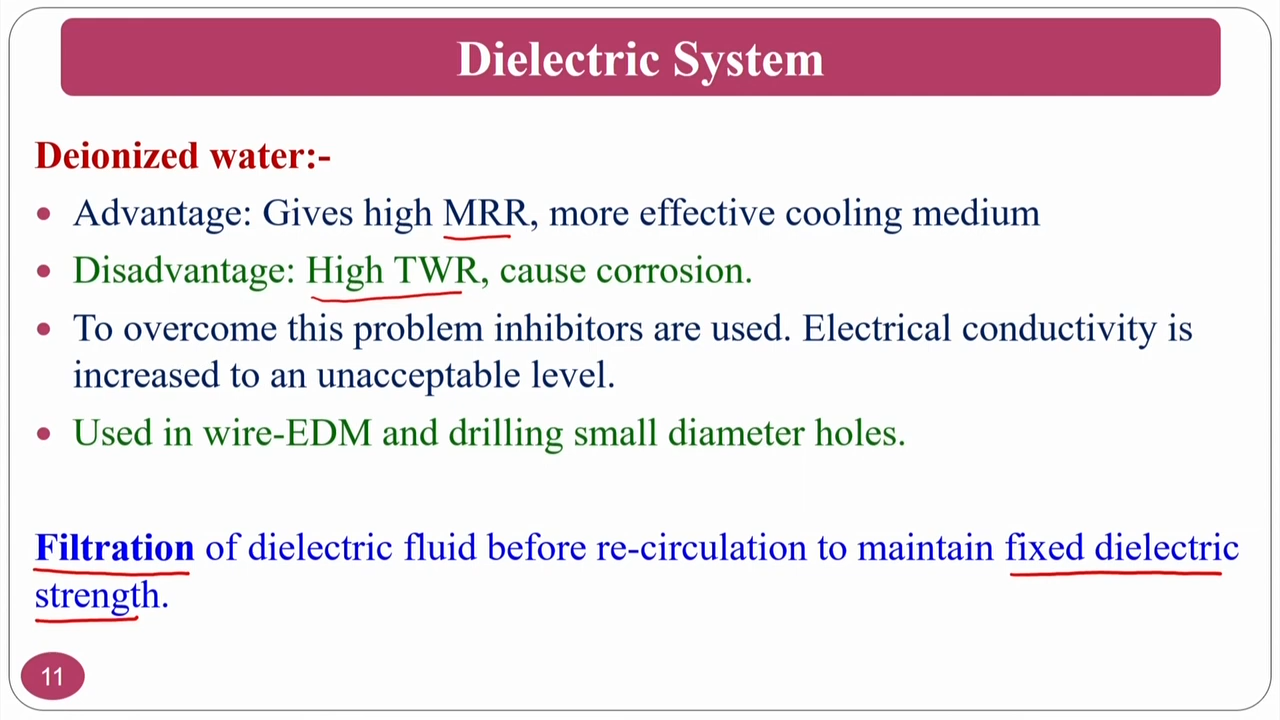 Dielectric System
Deionized water:-
• Advantage: Gives high MRR, more effective cooling medium
• Disadvantage: High TWR, cause corrosion.
• To overcome this problem inhibitors are used. Electrical conductivity is
increased to an unacceptable level.
• Used in wire-EDM and drilling small diameter holes.
Filtration of dielectric fluid before re-circulation to maintain fixed dielectric
strength.
11